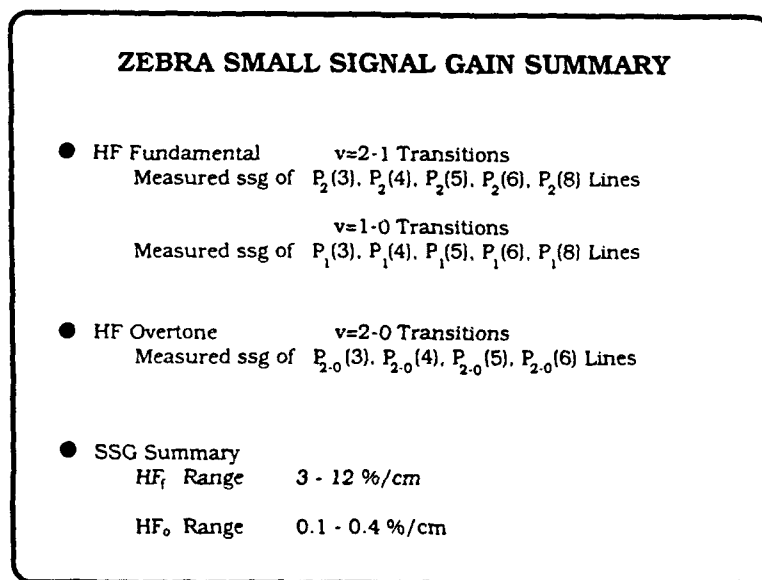 ZEBRA SMALL SIGNAL GAIN SUMMARY
● HF Fundamental v=2-1 Transitions
Measured ssg of P₂(3), P₂(4), P₂(5), P₂(6), P₂(8) Lines
v=1-0 Transitions
Measured ssg of P₁(3), P₁(4), P₁(5), P₁(6), P₁(8) Lines
● HF Overtone v=2-0 Transitions
Measured ssg of P₂₋₀(3), P₂₋₀(4), P₂₋₀(5), P₂₋₀(6) Lines
● SSG Summary
HFf Range 3 - 12 %/cm
HFₒ Range 0.1 - 0.4 %/cm